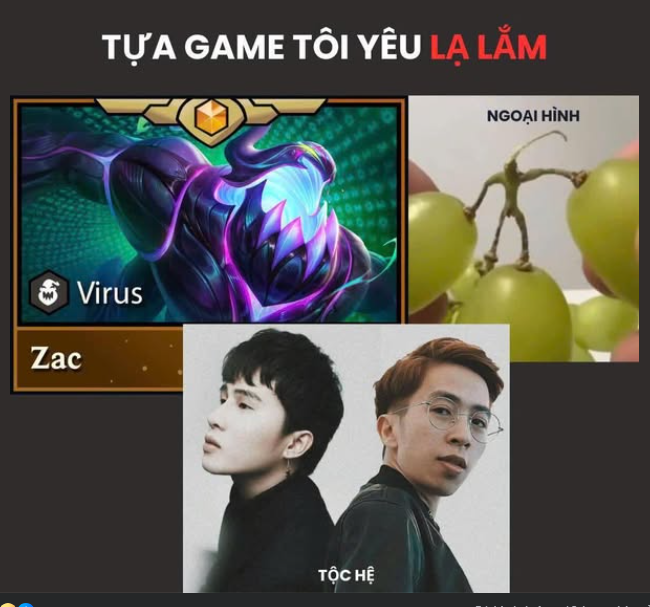 TỰA GAME TÔI YÊU LẠ LẮM
NGOẠI HÌNH
Virus
Zac
TỘC HỆ